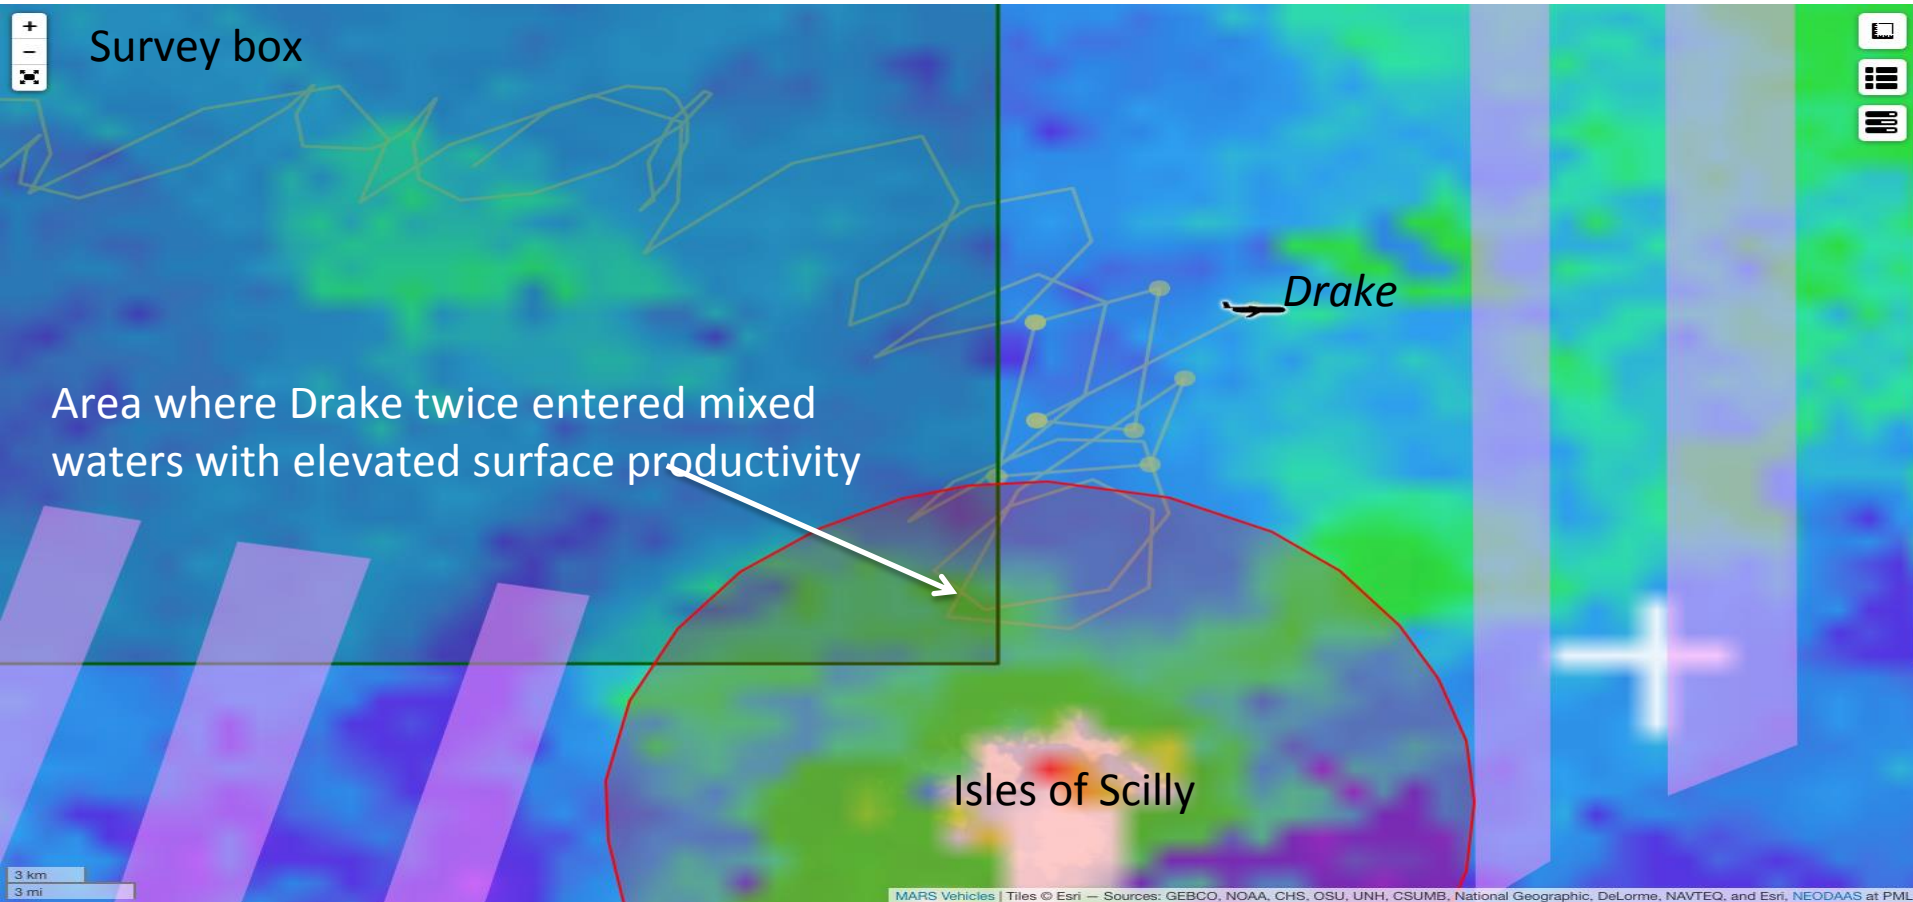 +
−
Survey box
Drake
Area where Drake twice entered mixed
waters with elevated surface productivity
Isles of Scilly
3 km
3 mi
MARS Vehicles | Tiles © Esri — Sources: GEBCO, NOAA, CHS, OSU, UNH, CSUMB, National Geographic, DeLorme, NAVTEQ, and Esri, NEODAAS at PML